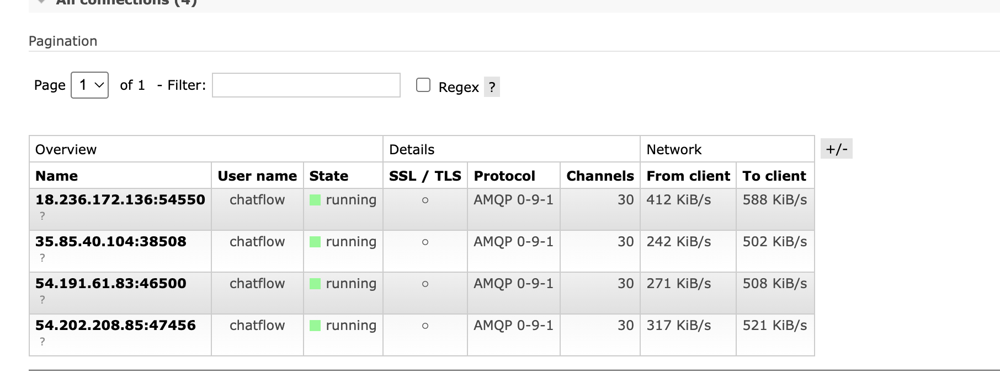 All connections (4)
Pagination
Page 1 of 1 - Filter: Regex ?
Overview Details Network +/-
Name User name State SSL / TLS Protocol Channels From client To client
18.236.172.136:54550 chatflow running ○ AMQP 0-9-1 30 412 KiB/s 588 KiB/s
?
35.85.40.104:38508 chatflow running ○ AMQP 0-9-1 30 242 KiB/s 502 KiB/s
?
54.191.61.83:46500 chatflow running ○ AMQP 0-9-1 30 271 KiB/s 508 KiB/s
?
54.202.208.85:47456 chatflow running ○ AMQP 0-9-1 30 317 KiB/s 521 KiB/s
?